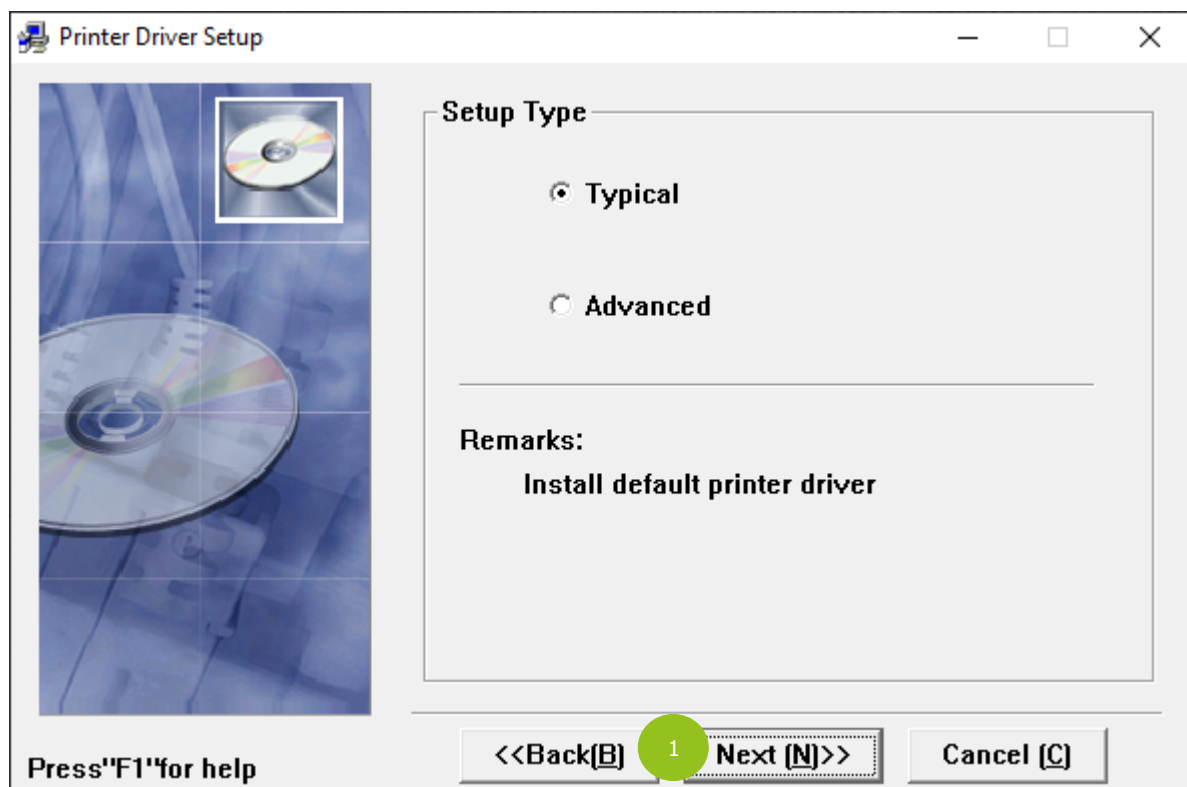 Printer Driver Setup
Setup Type
Typical
Advanced
Remarks:
Install default printer driver
<<Back(B)
1
Next (N)>>
Cancel (C)
Press"F1"for help